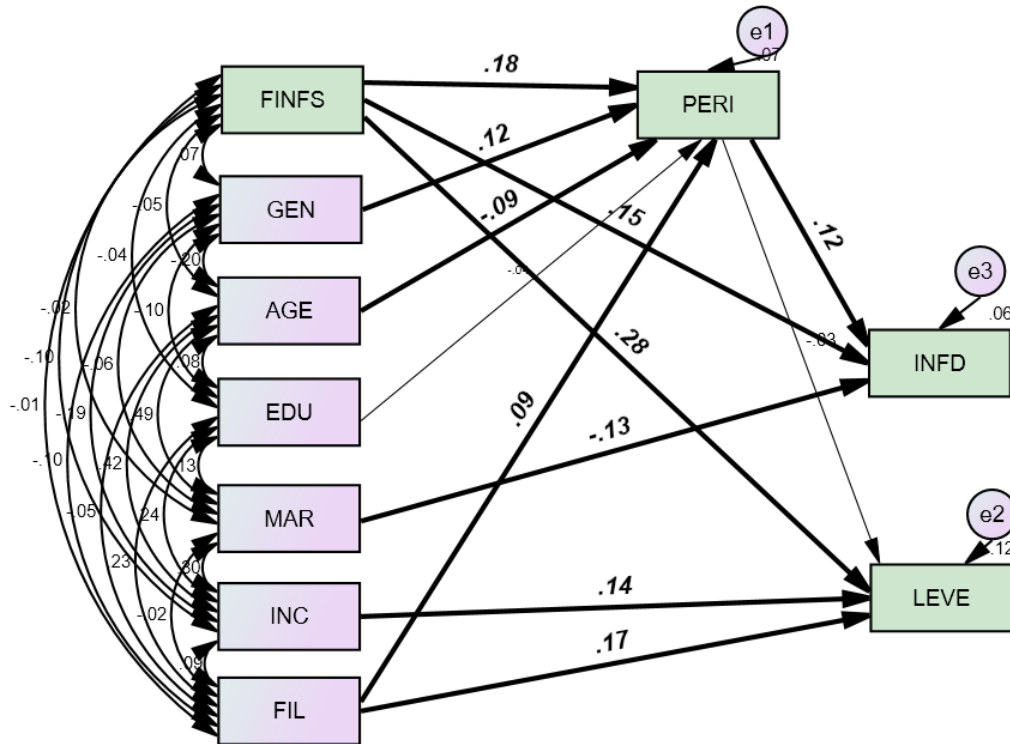 e1
.07
FINFS
.18
PERI
.12
.07
GEN
-.09
.15
.12
-.05
-.20
-.04
-.04
e3
.06
AGE
.10
-.02
.28
-.03
INFD
-.10
-.06
.08
-.01
-.19
.49
EDU
.09
-.13
-.10
.42
.13
-.05
.24
MAR
e2
.12
.23
.30
LEVE
-.02
INC
.14
.09
.17
FIL